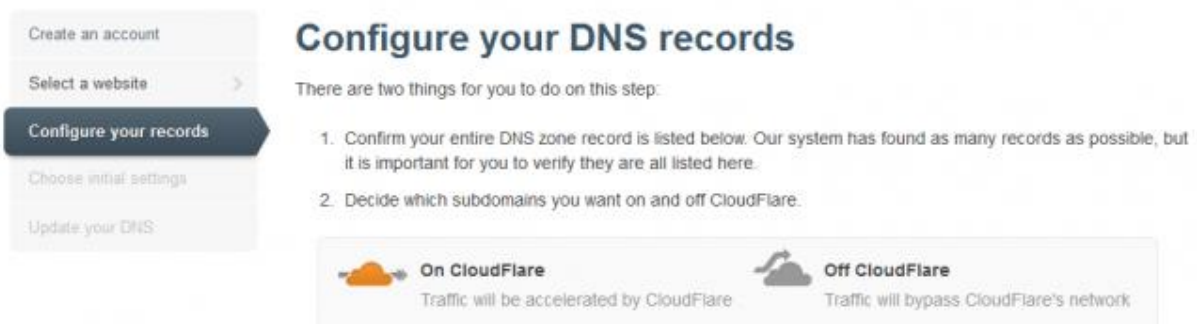 Create an account
Select a website
Configure your records
Choose initial settings
Update your DNS
Configure your DNS records
There are two things for you to do on this step:
1. Confirm your entire DNS zone record is listed below. Our system has found as many records as possible, but
it is important for you to verify they are all listed here.
2. Decide which subdomains you want on and off CloudFlare.
On CloudFlare
Traffic will be accelerated by CloudFlare
Off CloudFlare
Traffic will bypass CloudFlare's network